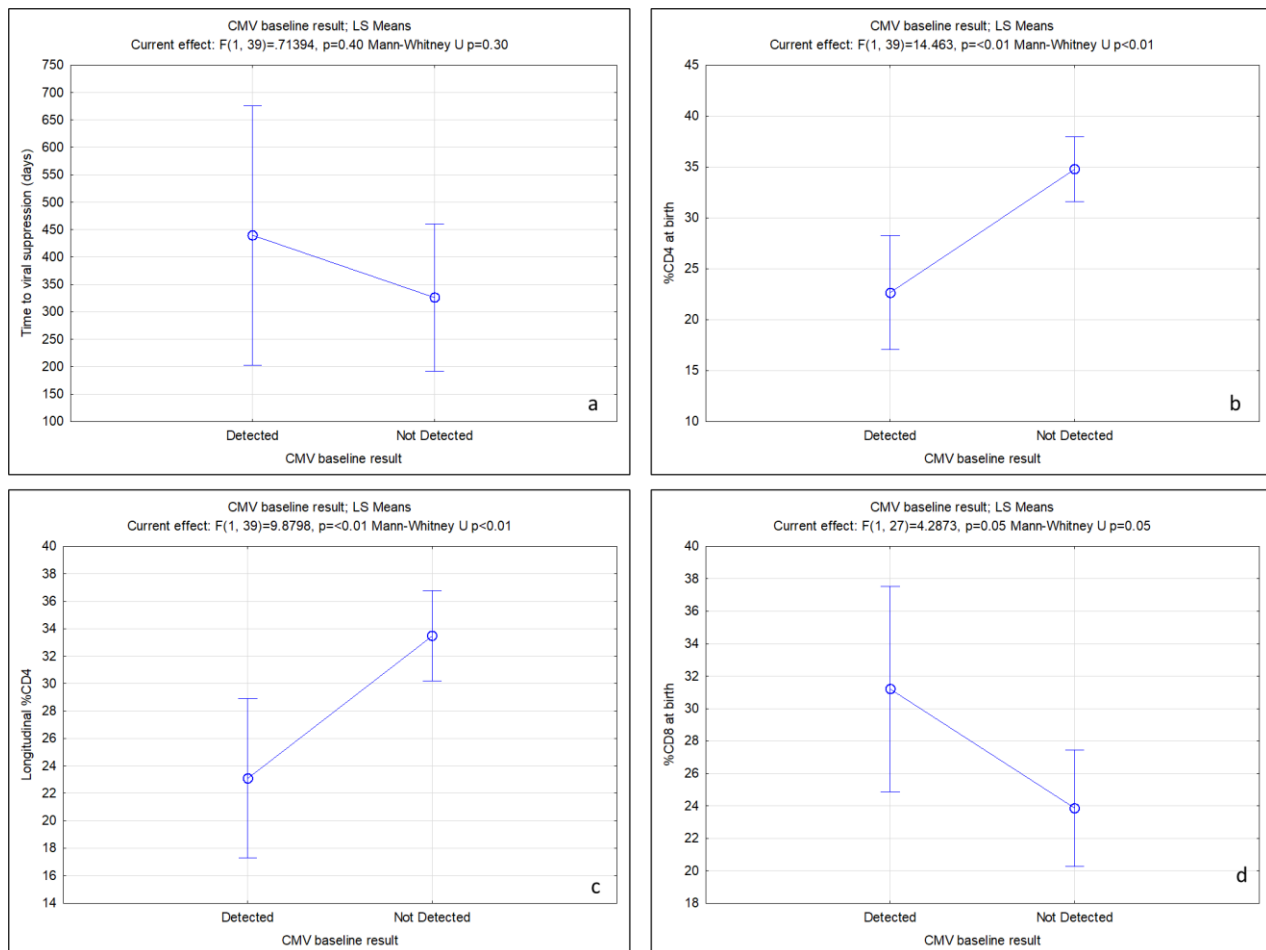 CMV baseline result; LS Means
Current effect: F(1, 39)=.71394, p=0.40 Mann-Whitney U p=0.30
Time to viral suppression (days)
750
700
650
600
550
500
450
400
350
300
250
200
150
100
a
Detected
Not Detected
CMV baseline result
CMV baseline result; LS Means
Current effect: F(1, 39)=14.463, p=<0.01 Mann-Whitney U p<0.01
%CD4 at birth
45
40
35
30
25
20
15
10
b
Detected
Not Detected
CMV baseline result
CMV baseline result; LS Means
Current effect: F(1, 39)=9.8798, p=<0.01 Mann-Whitney U p<0.01
Longitudinal %CD4
40
38
36
34
32
30
28
26
24
22
20
18
16
14
c
Detected
Not Detected
CMV baseline result
CMV baseline result; LS Means
Current effect: F(1, 27)=4.2873, p=0.05 Mann-Whitney U p=0.05
%CD8 at birth
40
38
36
34
32
30
28
26
24
22
20
18
d
Detected
Not Detected
CMV baseline result